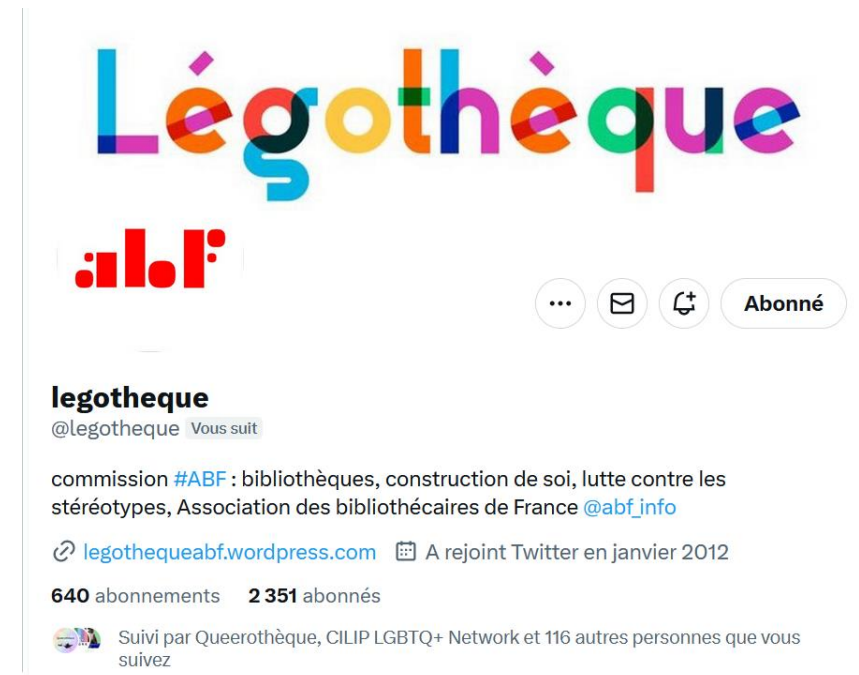 Légothèque
abf
Abonné
legotheque
@legotheque Vous suit
commission #ABF : bibliothèques, construction de soi, lutte contre les
stéréotypes, Association des bibliothécaires de France @abf_info
legothequeabf.wordpress.com A rejoint Twitter en janvier 2012
640 abonnements 2 351 abonnés
Suivi par Queerothèque, CILIP LGBTQ+ Network et 116 autres personnes que vous
suivez